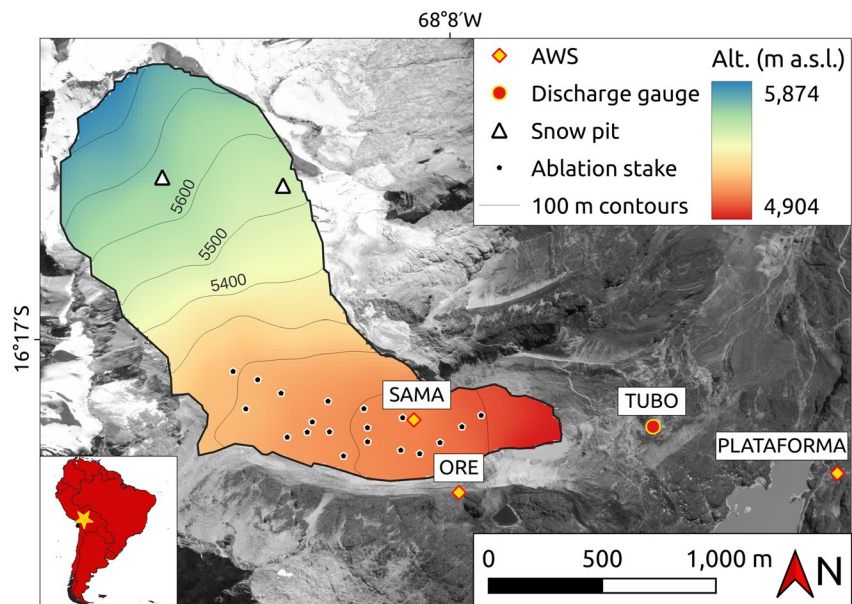 68°8′W
16°17′S
AWS
Discharge gauge
Snow pit
Ablation stake
100 m contours
Alt. (m a.s.l.)
5,874
4,904
5600
5500
5400
SAMA
TUBO
ORE
PLATAFORMA
0 500 1,000 m
N